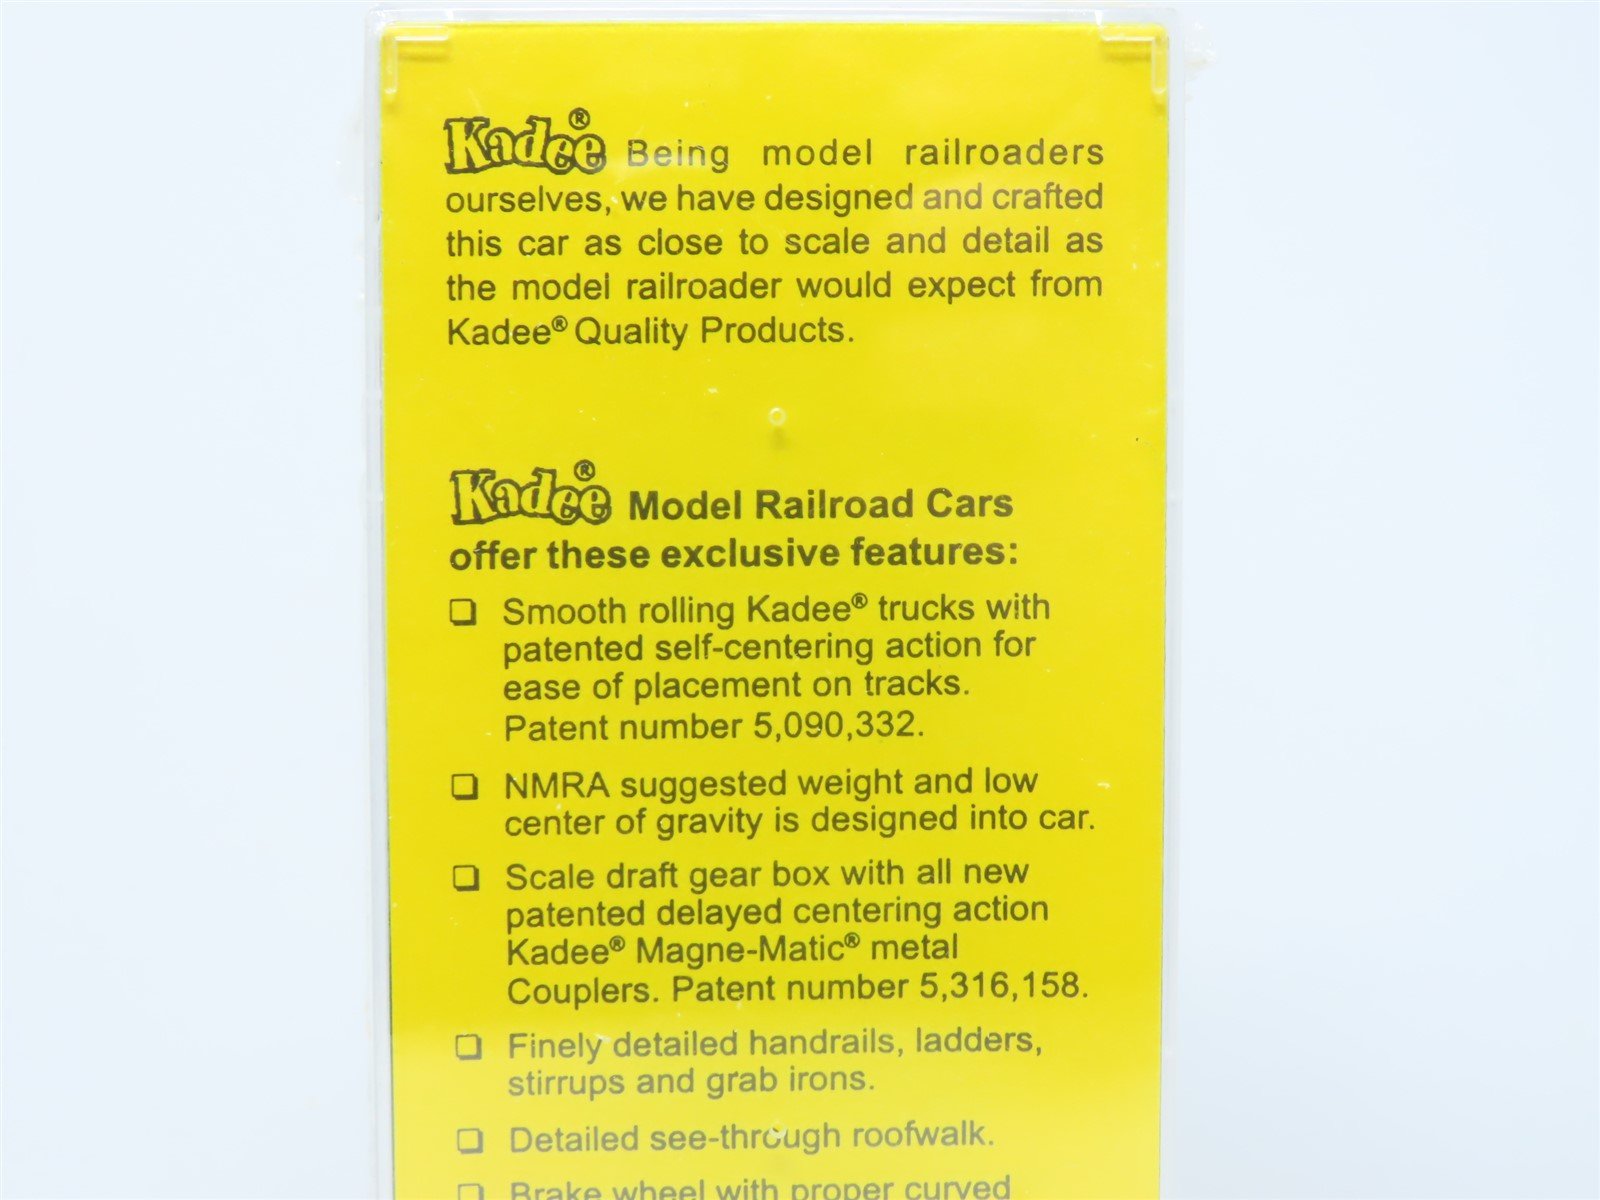 Kadee® Being model railroaders
ourselves, we have designed and crafted
this car as close to scale and detail as
the model railroader would expect from
Kadee® Quality Products.
Kadee® Model Railroad Cars
offer these exclusive features:
❑ Smooth rolling Kadee® trucks with
patented self-centering action for
ease of placement on tracks.
Patent number 5,090,332.
❑ NMRA suggested weight and low
center of gravity is designed into car.
❑ Scale draft gear box with all new
patented delayed centering action
Kadee® Magne-Matic® metal
Couplers. Patent number 5,316,158.
❑ Finely detailed handrails, ladders,
stirrups and grab irons.
❑ Detailed see-through roofwalk.
❑ Brake wheel with proper curved